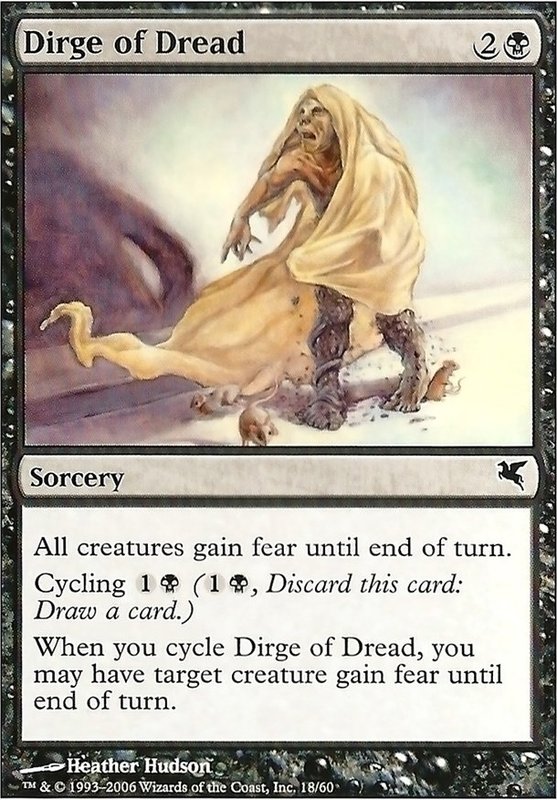 Dirge of Dread 2
Sorcery
All creatures gain fear until end of turn.
Cycling 1 (1, Discard this card:
Draw a card.)
When you cycle Dirge of Dread, you
may have target creature gain fear until
end of turn.
Heather Hudson
™ & © 1993–2006 Wizards of the Coast, Inc. 18/60